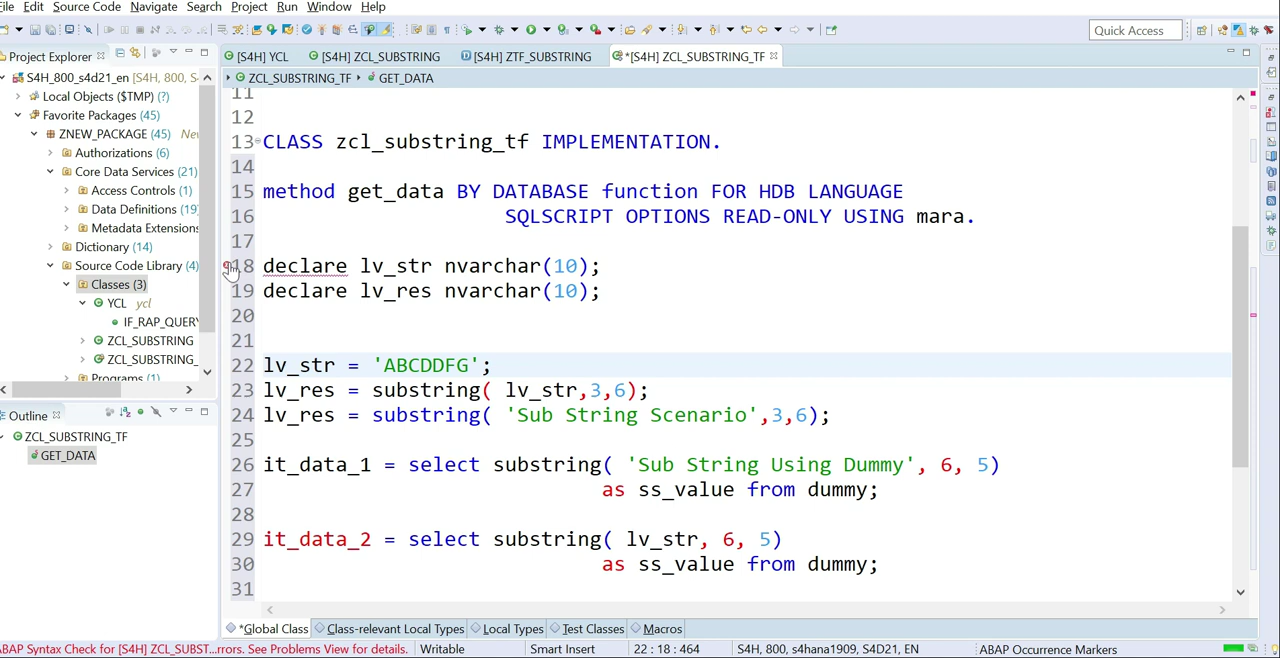 File Edit Source Code Navigate Search Project Run Window Help
Quick Access
Project Explorer
[S4H] YCL
[S4H] ZCL_SUBSTRING
[S4H] ZTF_SUBSTRING
*[S4H] ZCL_SUBSTRING_TF
S4H_800_s4d21_en [S4H, 800, S-
Local Objects ($TMP) (?)
Favorite Packages (45)
ZNEW_PACKAGE (45)
Authorizations (6)
Core Data Services (21)
Access Controls (1)
Data Definitions (19)
Metadata Extensions
Dictionary (14)
Source Code Library (4)
Classes (3)
YCL ycl
IF_RAP_QUERY
ZCL_SUBSTRING
ZCL_SUBSTRING_
Programs (1)
Outline
ZCL_SUBSTRING_TF
GET_DATA
ZCL_SUBSTRING_TF GET_DATA
11
12
13 CLASS zcl_substring_tf IMPLEMENTATION.
14
15 method get_data BY DATABASE function FOR HDB LANGUAGE
16 SQLSCRIPT OPTIONS READ-ONLY USING mara.
17
18 declare lv_str nvarchar(10);
19 declare lv_res nvarchar(10);
20
21
22 lv_str = 'ABCDDFG';
23 lv_res = substring( lv_str,3,6);
24 lv_res = substring( 'Sub String Scenario',3,6);
25
26 it_data_1 = select substring( 'Sub String Using Dummy', 6, 5)
27 as ss_value from dummy;
28
29 it_data_2 = select substring( lv_str, 6, 5)
30 as ss_value from dummy;
31
*Global Class Class-relevant Local Types Local Types Test Classes Macros
ABAP Syntax Check for [S4H] ZCL_SUBST...rrors. See Problems View for details.
Writable
Smart Insert
22 : 18 : 464
S4H, 800, s4hana1909, S4D21, EN
ABAP Occurrence Markers